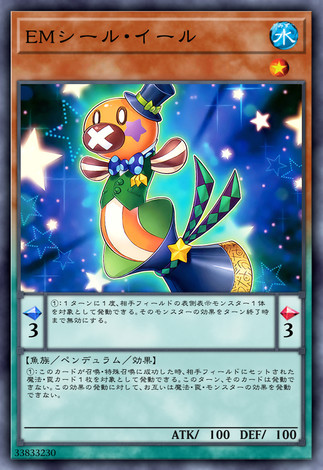 EMシール・イール
水
①:1ターンに1度、相手フィールドの表側表示モンスター1体
を対象として発動できる。そのモンスターの効果をターン終了時
まで無効にする。
3
3
【魚族/ペンデュラム/効果】
①:このカードが召喚・特殊召喚に成功した時、相手フィールドにセットされた
魔法・罠カード1枚を対象として発動できる。このターン、そのカードは発動でき
ない。この効果の発動に対して、お互いは魔法・罠・モンスターの効果を発動
できない。
ATK/ 100 DEF/ 100
33833230